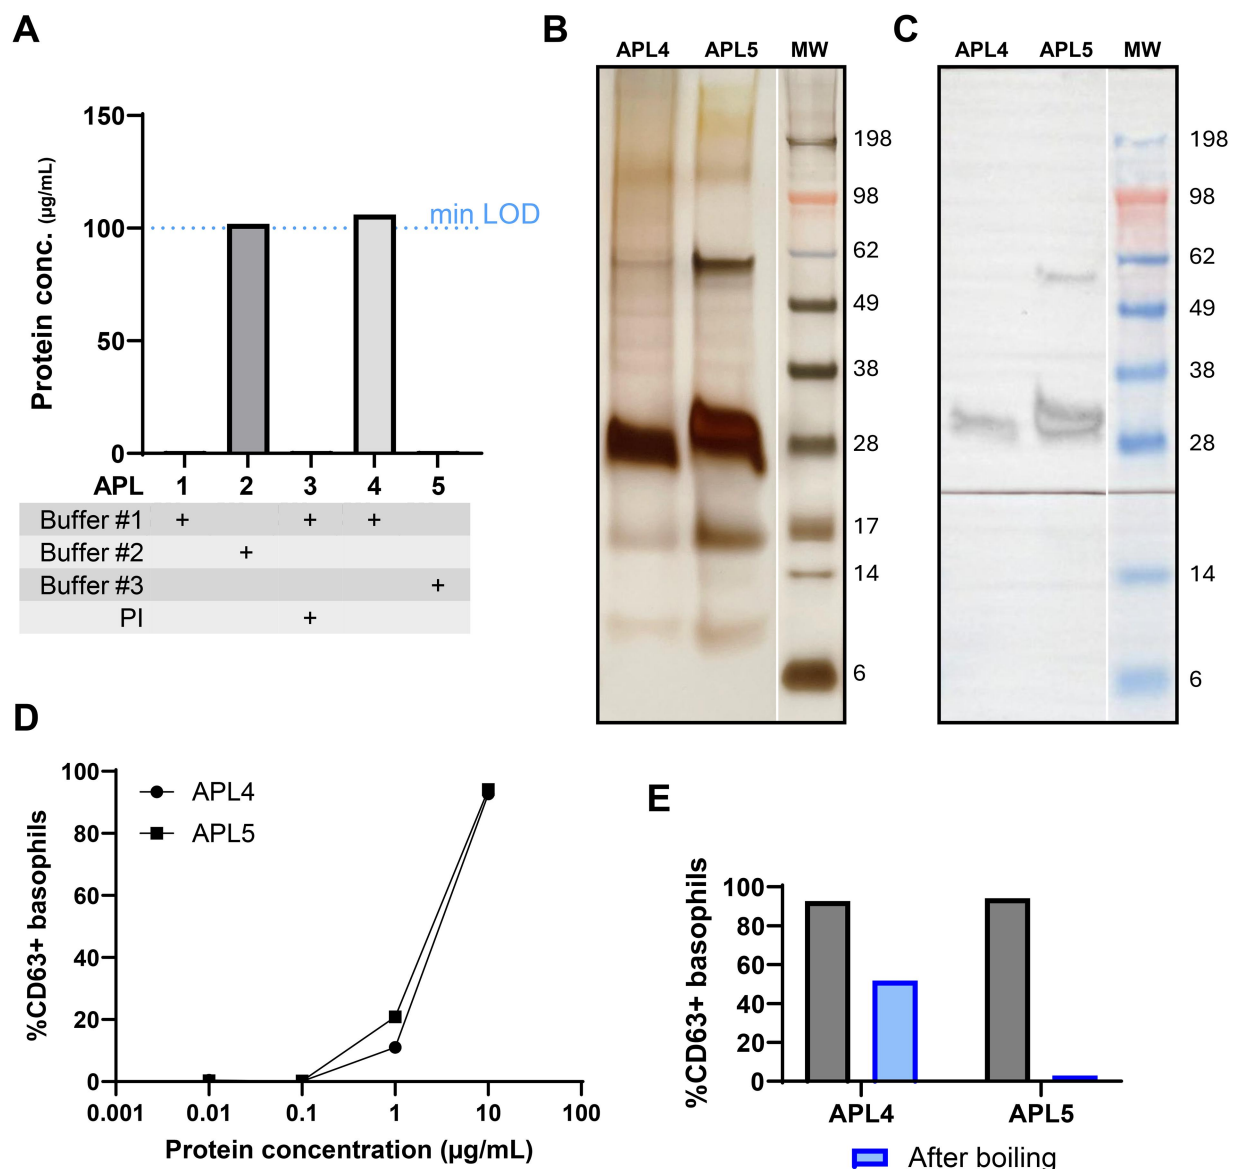 A
150
100
50
0
Protein conc. (µg/mL)
min LOD
APL 1 2 3 4 5
Buffer #1 + + +
Buffer #2 +
Buffer #3 +
PI +
B
APL4 APL5 MW
198
98
62
49
38
28
17
14
6
C
APL4 APL5 MW
198
98
62
49
38
28
14
6
D
100
80
60
40
20
0
%CD63+ basophils
APL4
APL5
0.001 0.01 0.1 1 10 100
Protein concentration (µg/mL)
E
100
80
60
40
20
0
%CD63+ basophils
APL4 APL5
After boiling